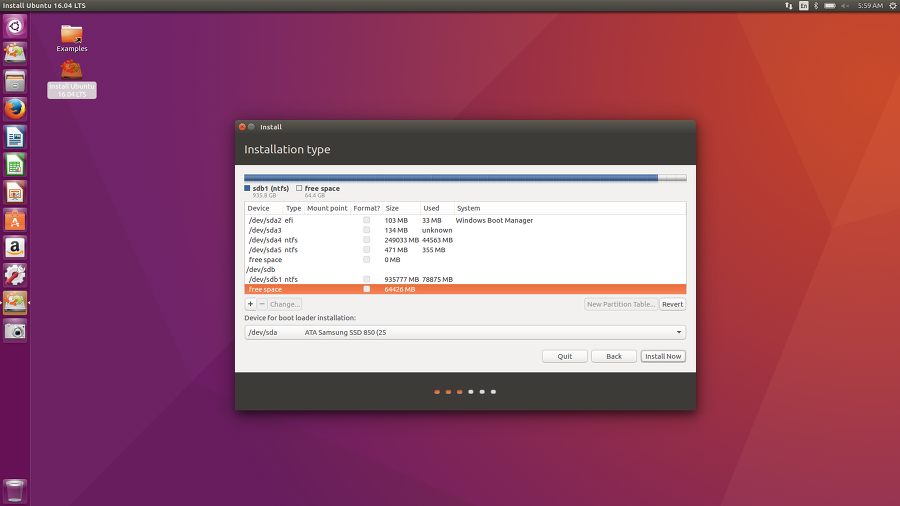 Install Ubuntu 16.04 LTS
En
5:59 AM
Examples
Install Ubuntu
16.04 LTS
Install
Installation type
sdb1 (ntfs) free space
935.8 GB 64.4 GB
Device Type Mount point Format? Size Used System
/dev/sda2 efi 103 MB 33 MB Windows Boot Manager
/dev/sda3 134 MB unknown
/dev/sda4 ntfs 249033 MB 44563 MB
/dev/sda5 ntfs 471 MB 355 MB
free space 0 MB
/dev/sdb
/dev/sdb1 ntfs 935777 MB 78875 MB
free space 64426 MB
+ − Change... New Partition Table... Revert
Device for boot loader installation:
/dev/sda ATA Samsung SSD 850 (25
Quit Back Install Now